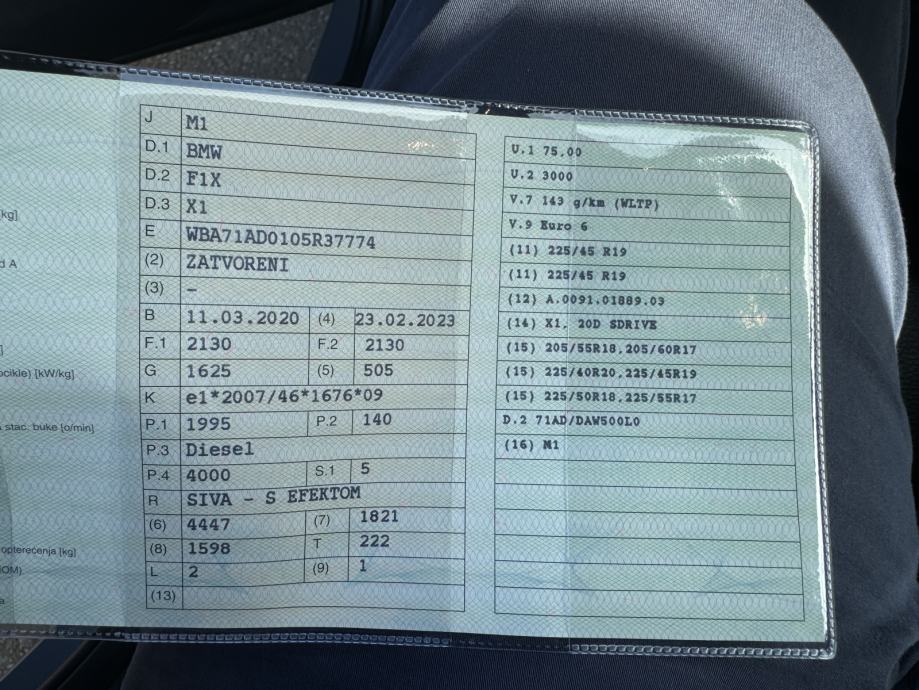 kg]
d A
]
ocikle) [kW/kg]
stac. buke [o/min]
opterećenja [kg]
a
J M1
D.1 BMW
D.2 F1X
D.3 X1
E WBA71AD0105R37774
(2) ZATVORENI
(3) –
B 11.03.2020 (4) 23.02.2023
F.1 2130 F.2 2130
G 1625 (5) 505
K e1*2007/46*1676*09
P.1 1995 P.2 140
P.3 Diesel
P.4 4000 S.1 5
R SIVA – S EFEKTOM
(6) 4447 (7) 1821
(8) 1598 T 222
L 2 (9) 1
(13)
U.1 75,00
U.2 3000
V.7 143 g/km (WLTP)
V.9 Euro 6
(11) 225/45 R19
(11) 225/45 R19
(12) A.0091.01889.03
(14) X1, 20D SDRIVE
(15) 205/55R18,205/60R17
(15) 225/40R20,225/45R19
(15) 225/50R18,225/55R17
D.2 71AD/DAW500L0
(16) M1